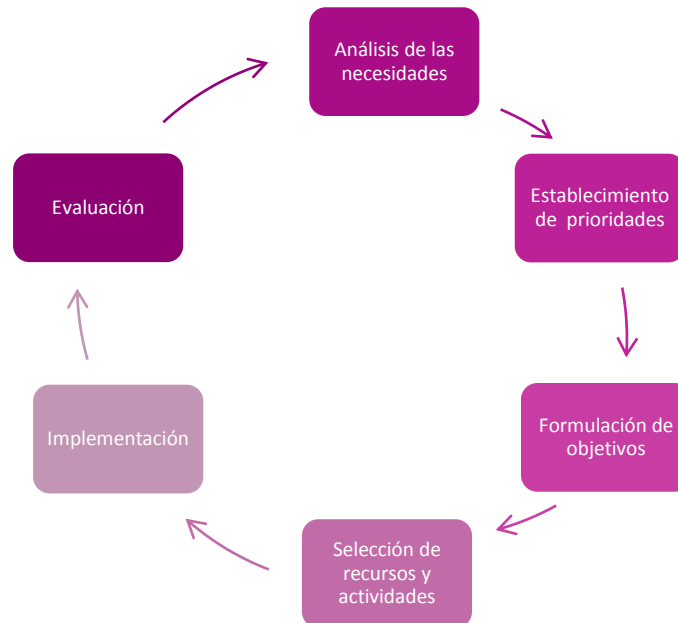 Análisis de las
necesidades
Establecimiento
de prioridades
Formulación de
objetivos
Selección de
recursos y
actividades
Implementación
Evaluación